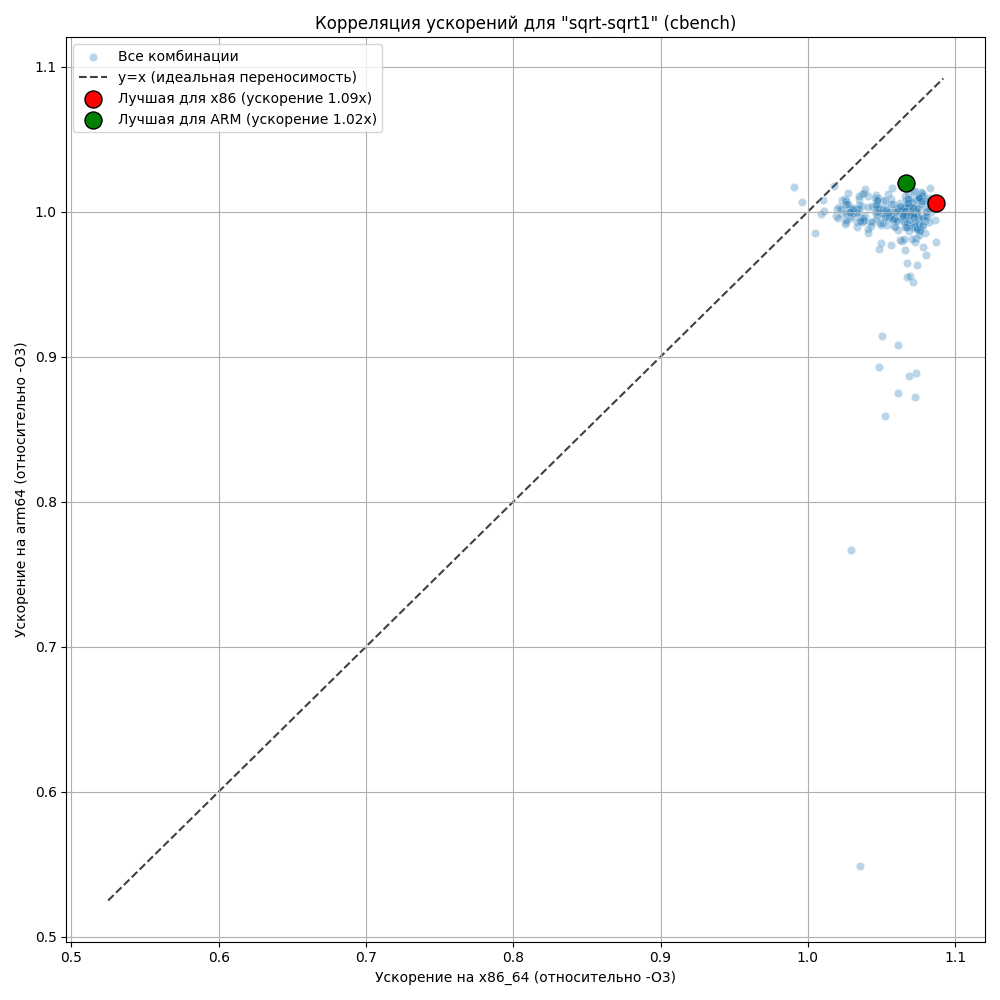 Корреляция ускорений для "sqrt-sqrt1" (cbench)
Все комбинации
y=x (идеальная переносимость)
Лучшая для x86 (ускорение 1.09x)
Лучшая для ARM (ускорение 1.02x)
Ускорение на arm64 (относительно -O3)
1.1
1.0
0.9
0.8
0.7
0.6
0.5
0.5 0.6 0.7 0.8 0.9 1.0 1.1
Ускорение на x86_64 (относительно -O3)